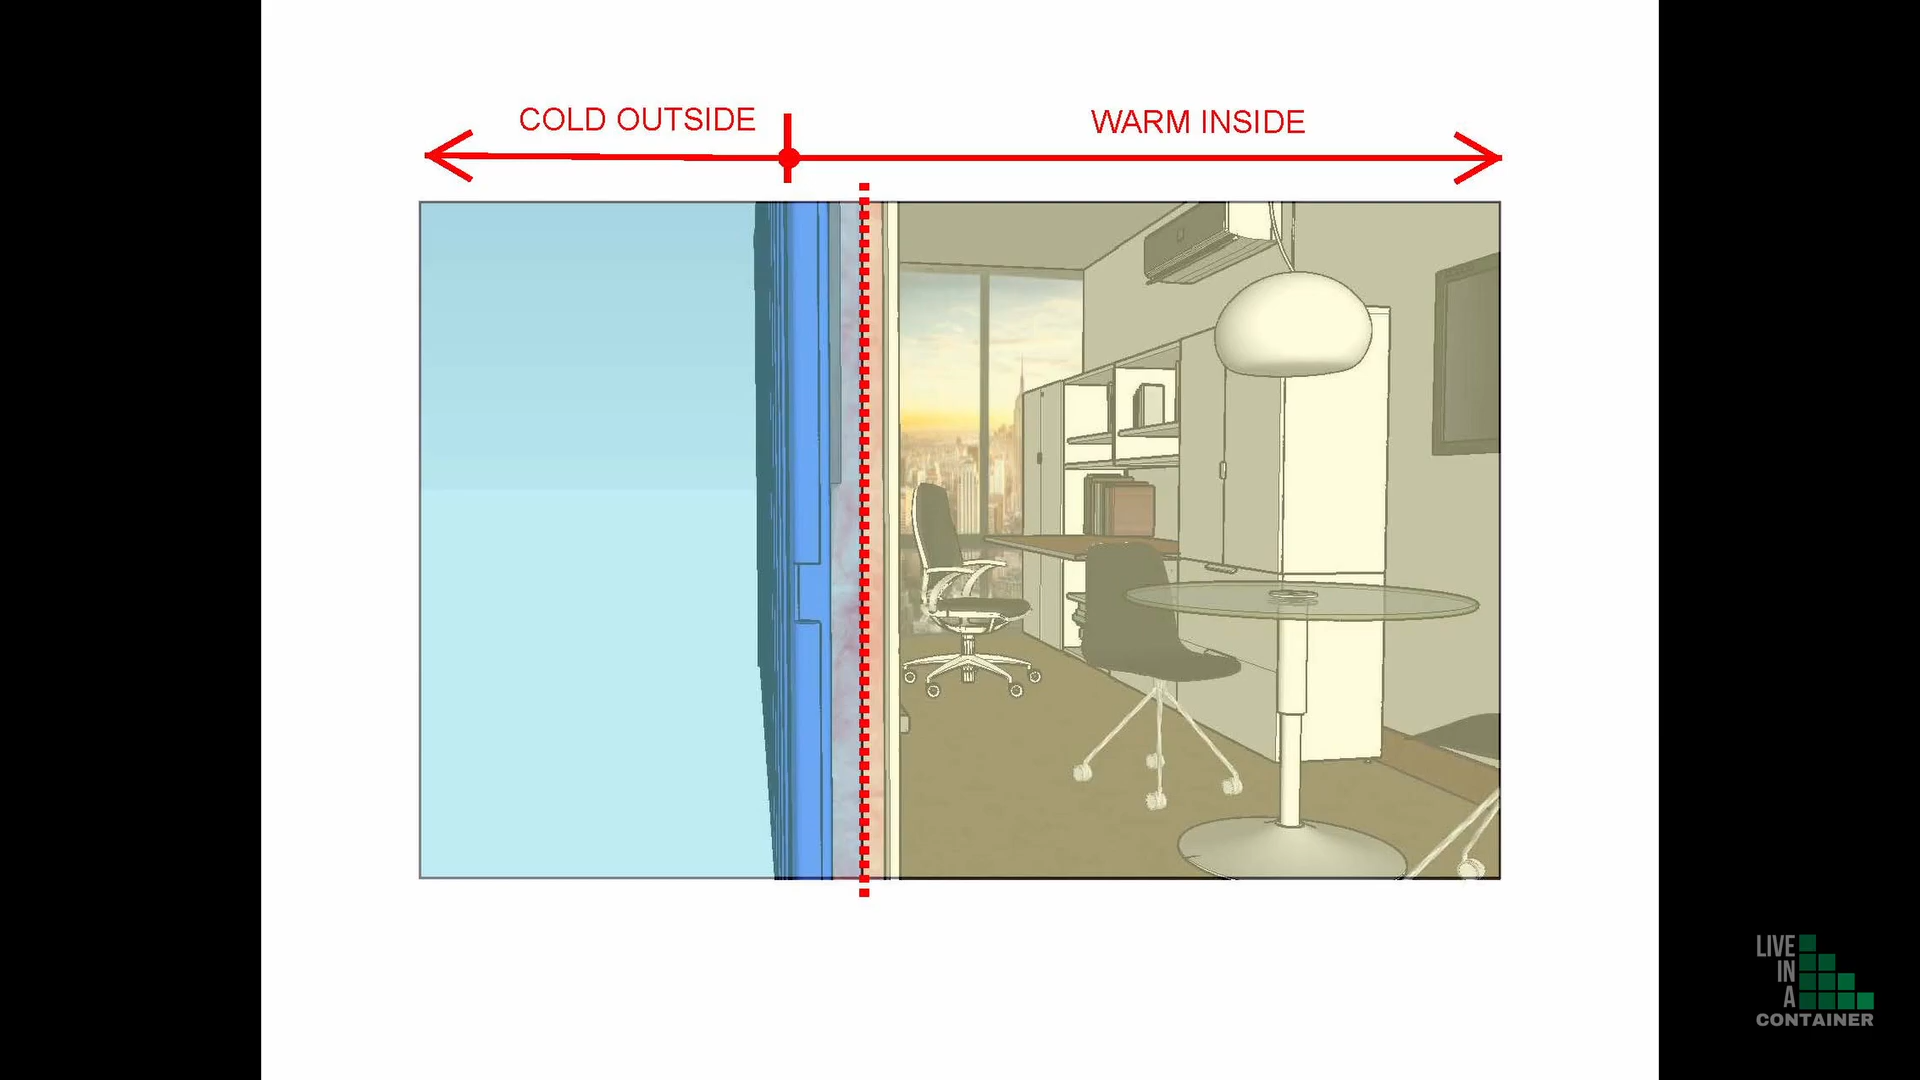 COLD OUTSIDE
WARM INSIDE
LIVE
IN
A
CONTAINER